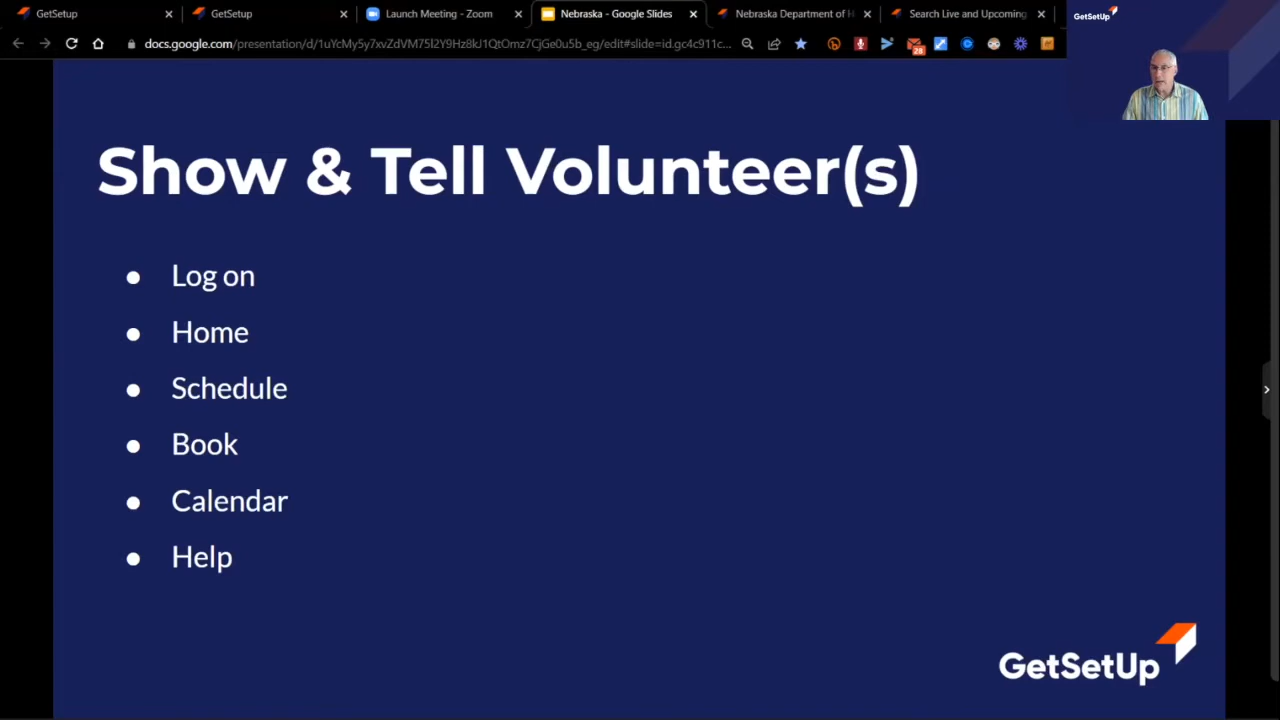 GetSetup
GetSetup
Launch Meeting - Zoom
Nebraska - Google Slides
Nebraska Department of H
Search Live and Upcoming
docs.google.com/presentation/d/1uYcMy5y7xvZdVM75l2Y9Hz8kJ1QtOmz7CjGe0u5b_eg/edit#slide=id.gc4c911c...
28
GetSetUp
Show & Tell Volunteer(s)
● Log on
● Home
● Schedule
● Book
● Calendar
● Help
GetSetUp